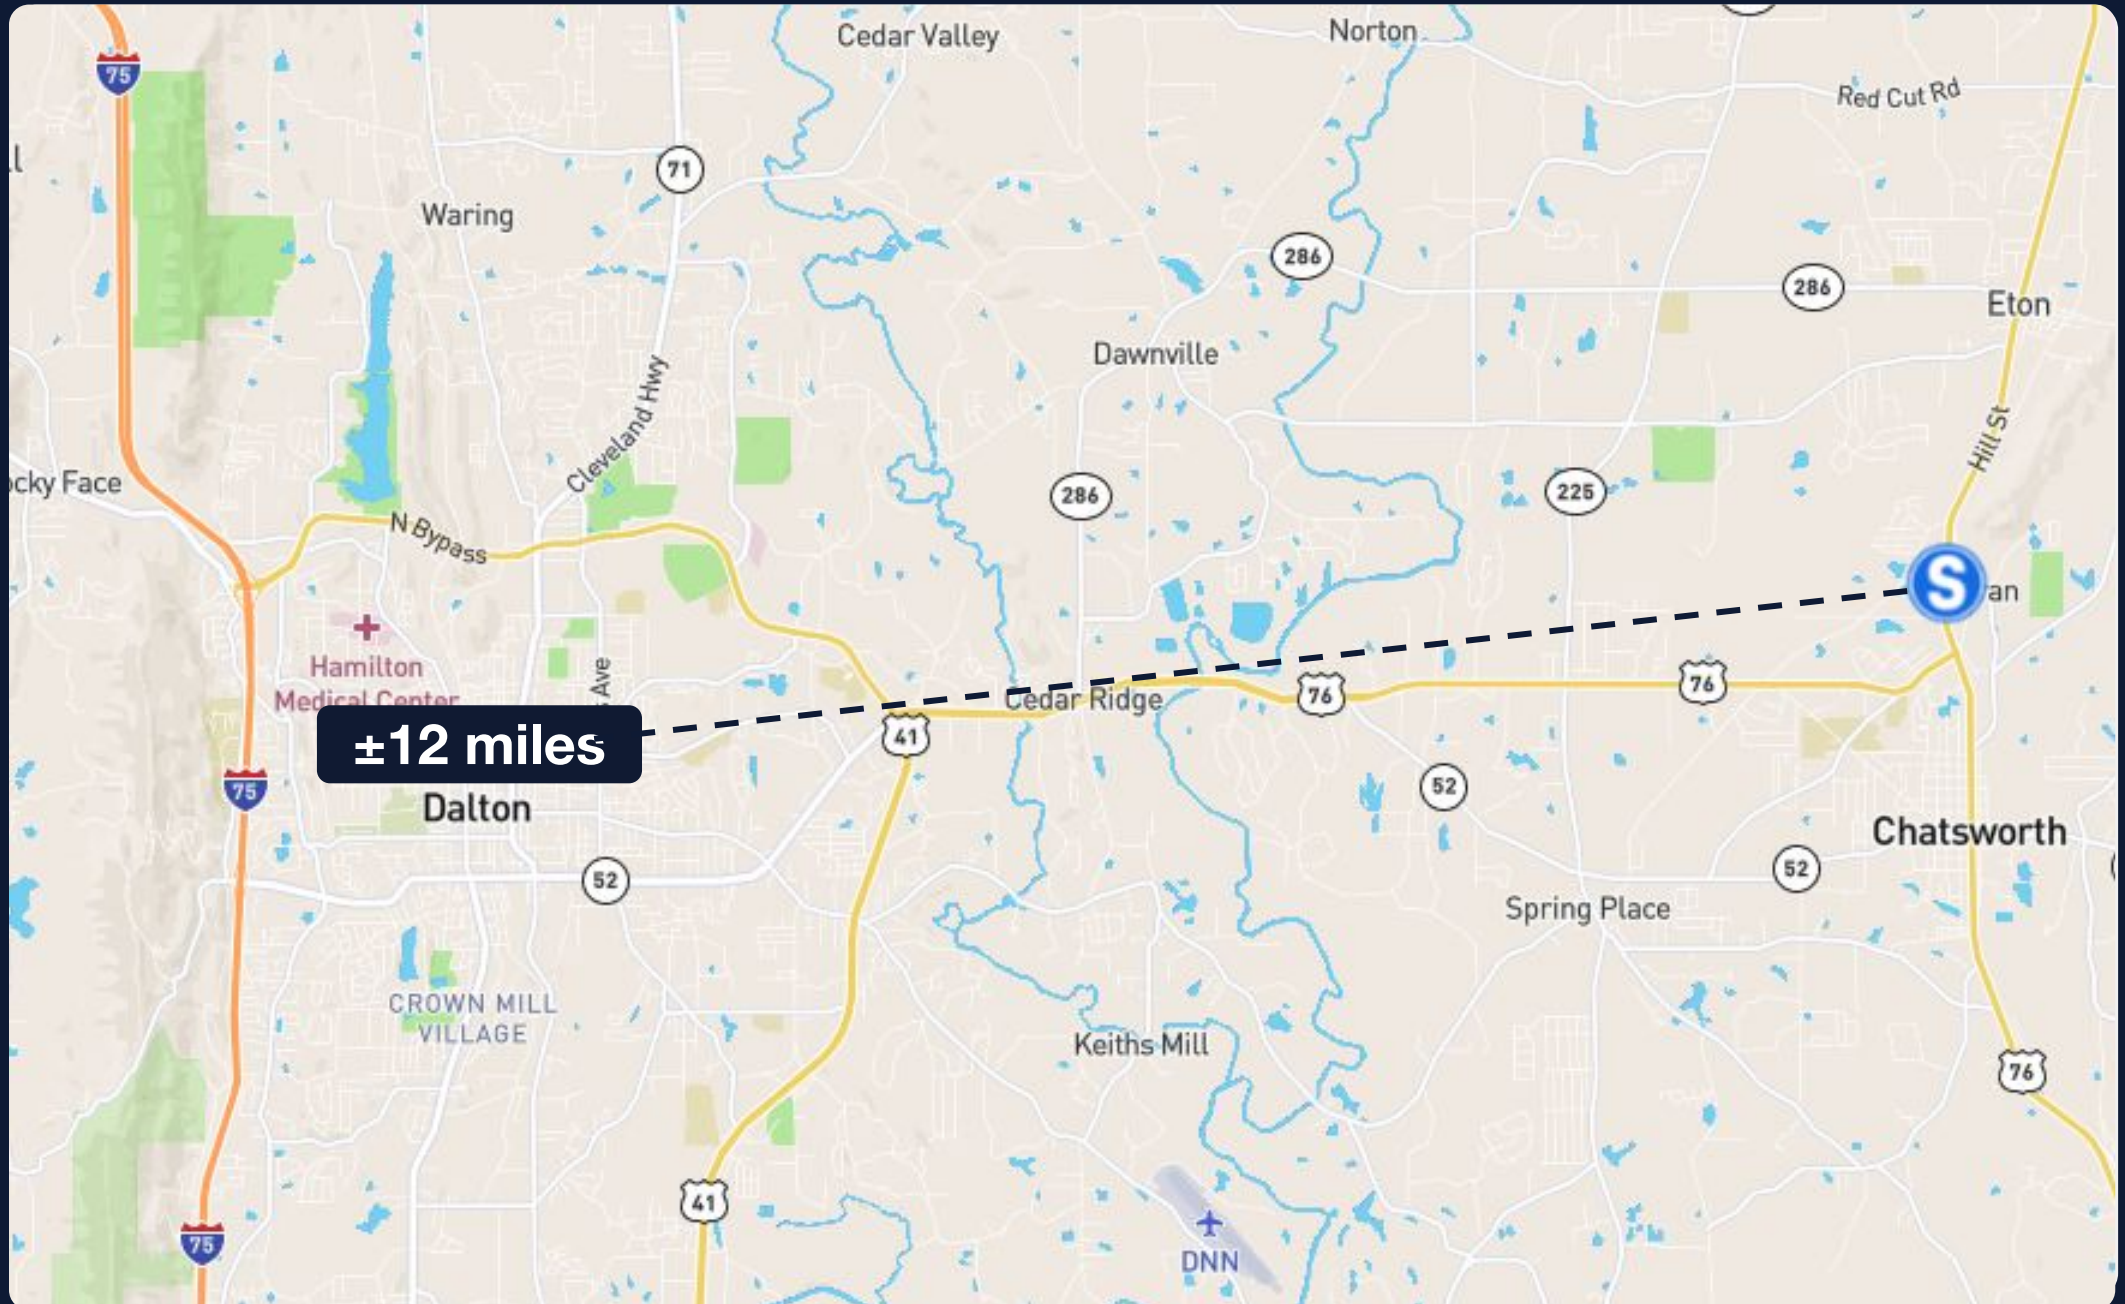 Cedar Valley
Norton
75
Red Cut Rd
71
Waring
286
286
Eton
Dawnville
Cleveland Hwy
Hill St
cky Face
286
225
N Bypass
S
Hamilton
Medical Center
Ave
Cedar Ridge
76
76
±12 miles
41
75
52
Dalton
Chatsworth
52
52
Spring Place
CROWN MILL
VILLAGE
Keiths Mill
76
41
75
DNN